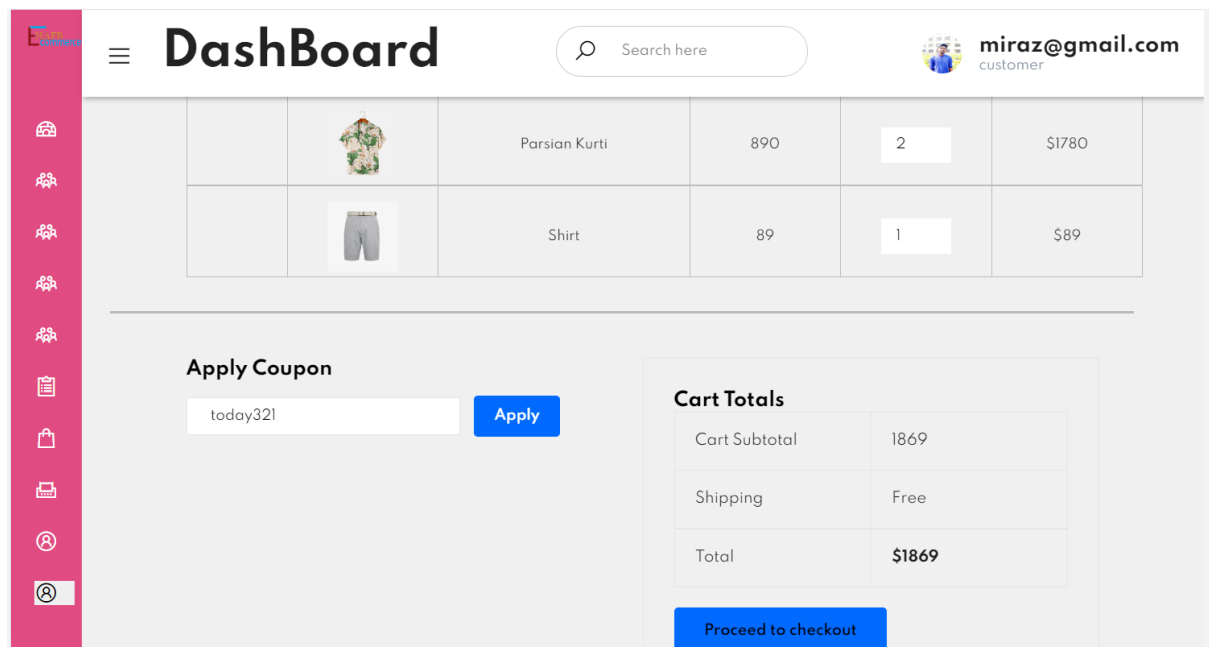 DashBoard
Search here
miraz@gmail.com
customer
Parsian Kurti 890 2 $1780
Shirt 89 1 $89
Apply Coupon
today321 Apply
Cart Totals
Cart Subtotal 1869
Shipping Free
Total $1869
Proceed to checkout